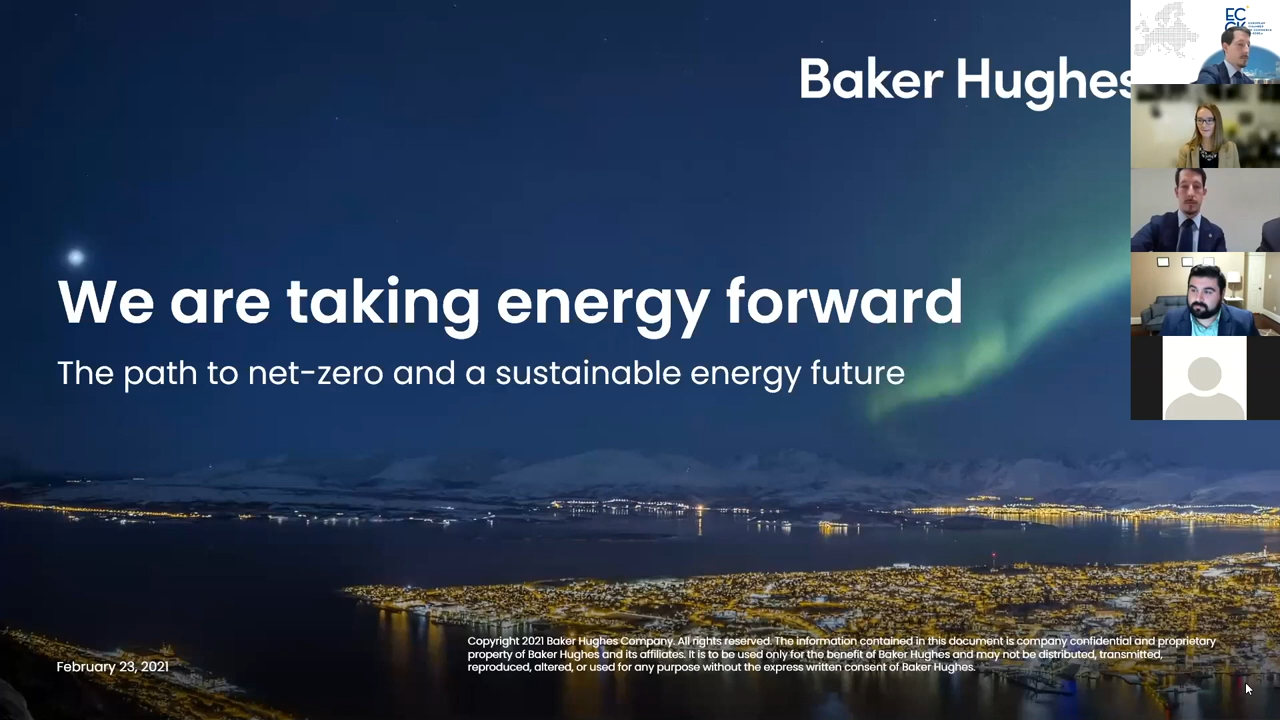 Baker Hughes
We are taking energy forward
The path to net-zero and a sustainable energy future
Copyright 2021 Baker Hughes Company. All rights reserved. The information contained in this document is company confidential and proprietary
property of Baker Hughes and its affiliates. It is to be used only for the benefit of Baker Hughes and may not be distributed, transmitted,
reproduced, altered, or used for any purpose without the express written consent of Baker Hughes.
February 23, 2021
EC